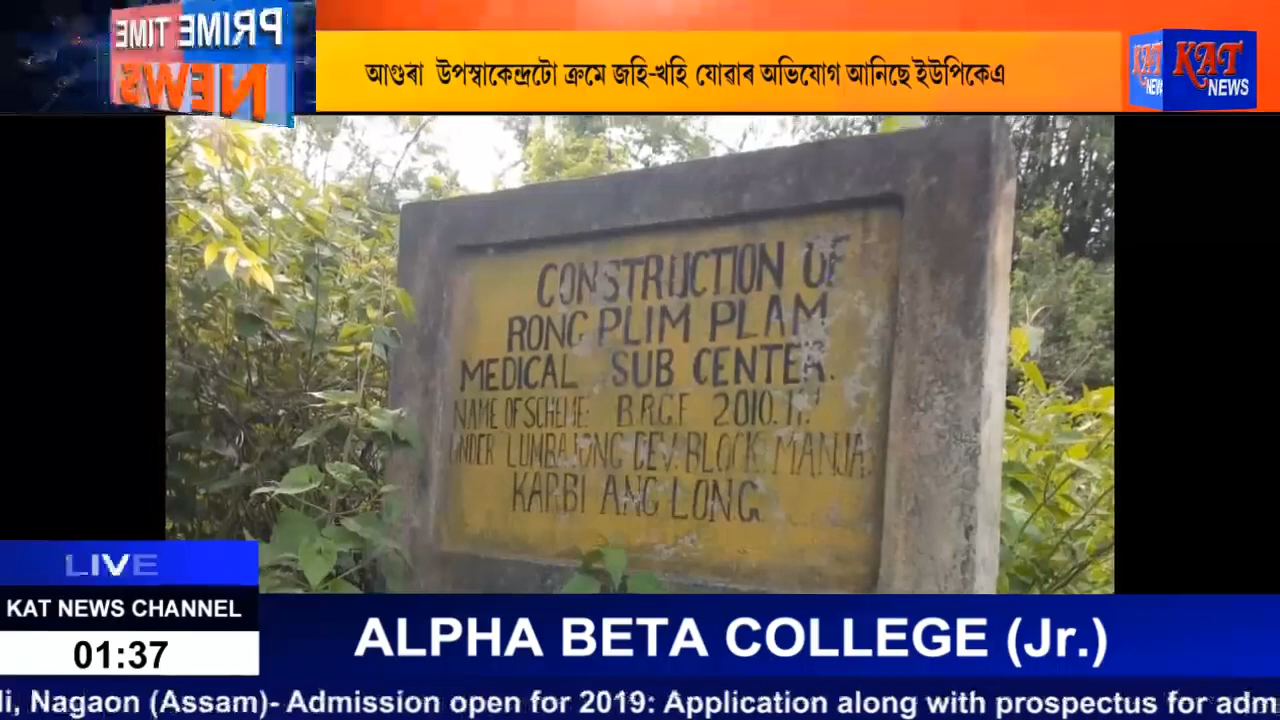 PRIME TIME
NEWS
আগুৰা উপস্বাকেন্দ্ৰটো ক্ৰমে জহি-খহি যোৱাৰ অভিযোগ আনিছে ইউপিকেএ
KAT
NEWS
KAT
NEWS
CONSTRUCTION OF
RONG PLIM PLAM
MEDICAL SUB CENTER.
NAME OF SCHEME: B.R.G.F 2010.11
UNDER LUMBAJONG DEV. BLOCK MANJA.
KARBI ANGLONG
LIVE
KAT NEWS CHANNEL
01:37
ALPHA BETA COLLEGE (Jr.)
li, Nagaon (Assam)- Admission open for 2019: Application along with prospectus for adm